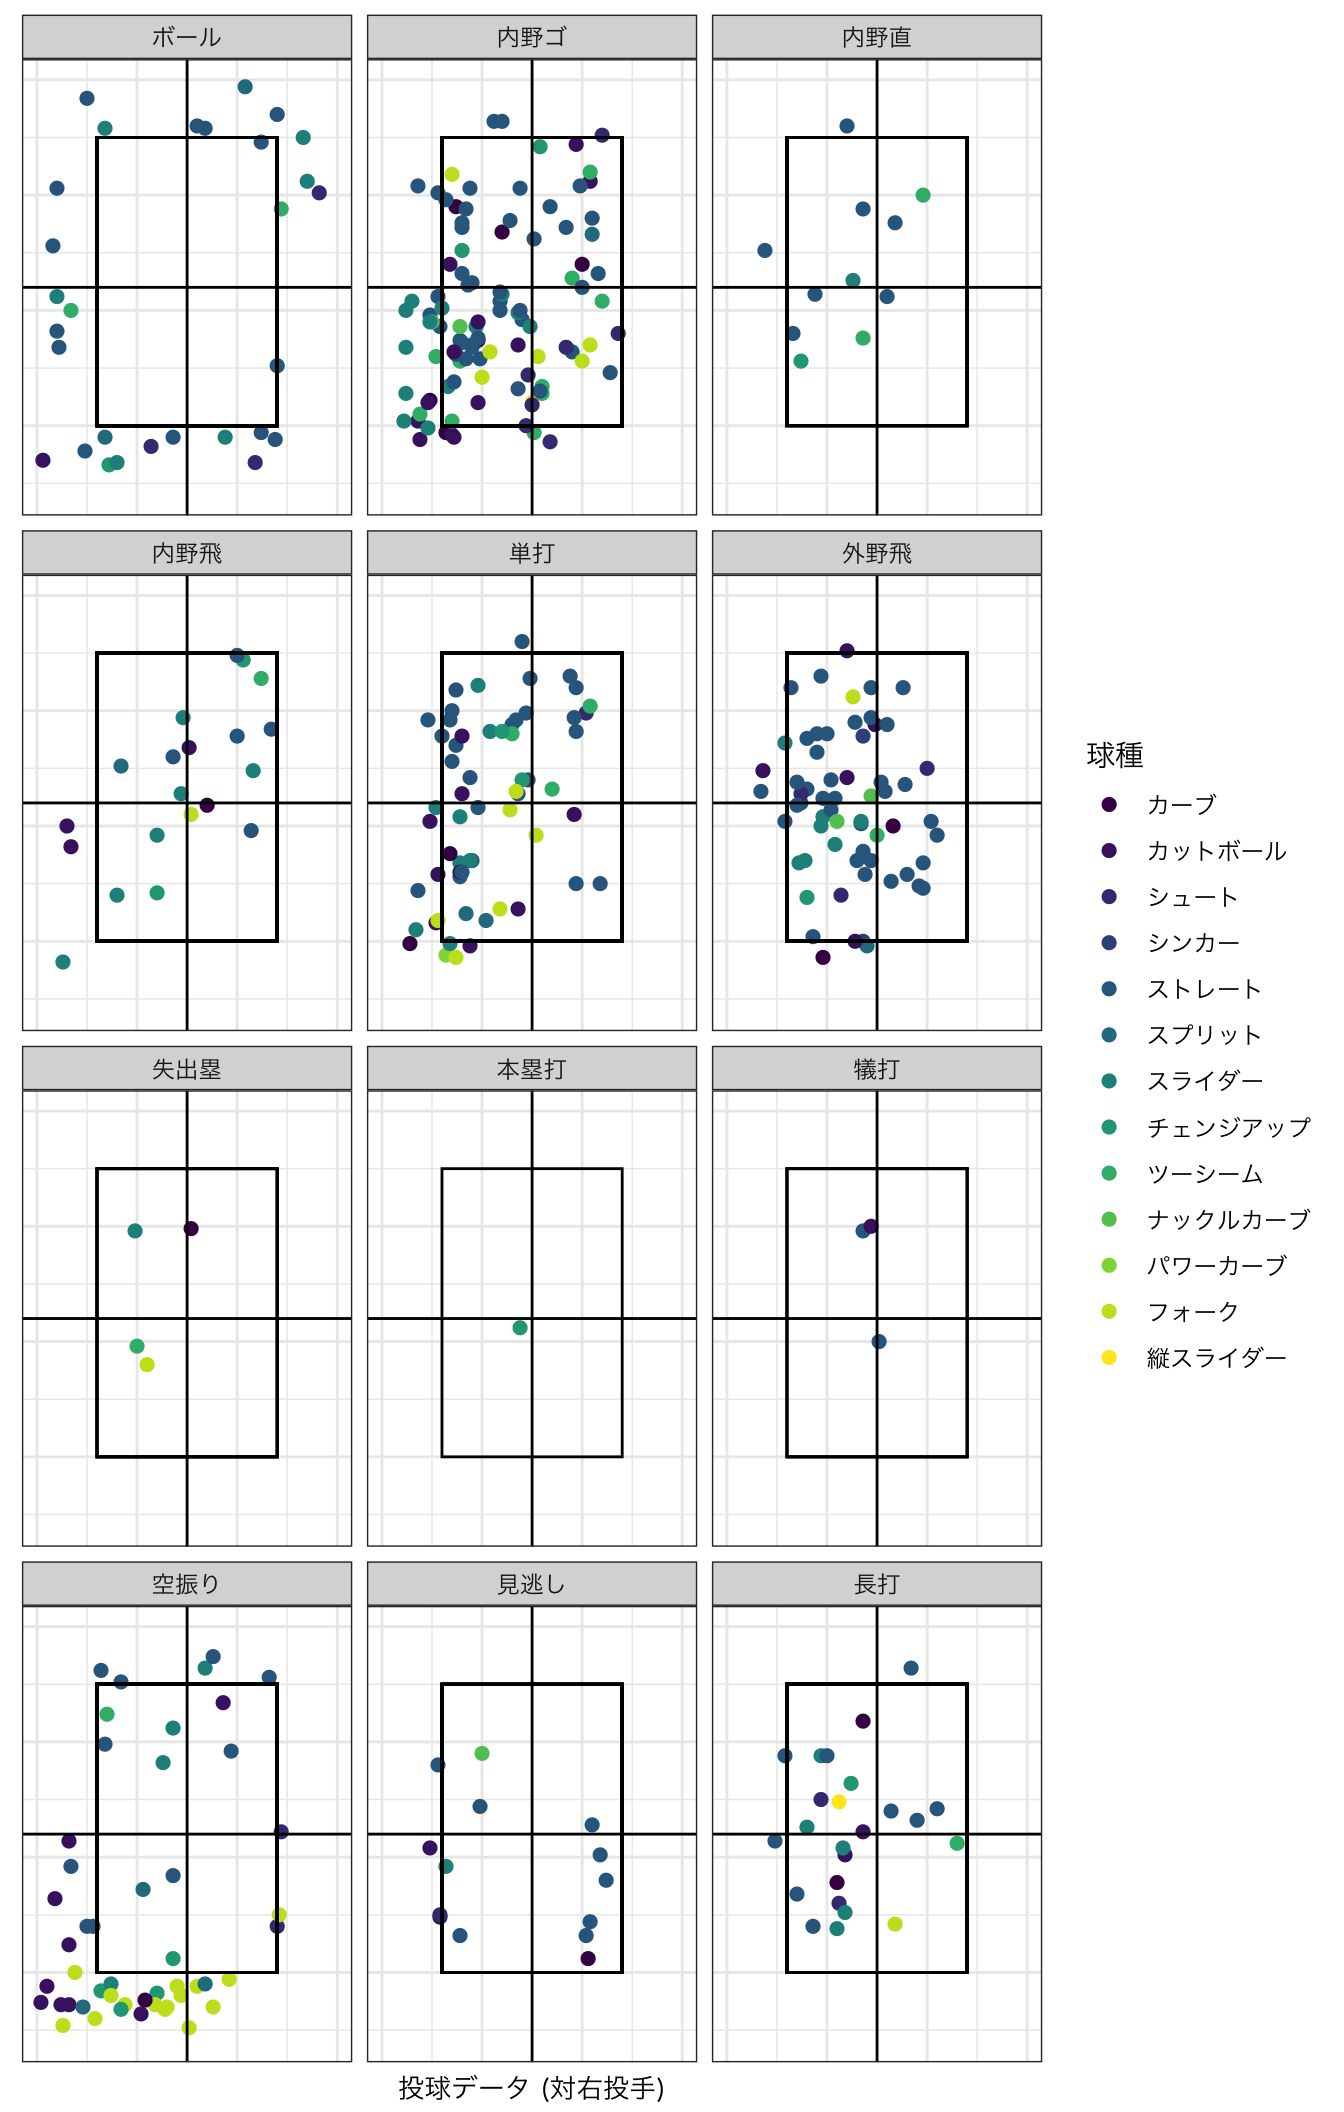 ボール
内野ゴ
内野直
内野飛
単打
外野飛
失出塁
本塁打
犠打
空振り
見逃し
長打
球種
カーブ
カットボール
シュート
シンカー
ストレート
スプリット
スライダー
チェンジアップ
ツーシーム
ナックルカーブ
パワーカーブ
フォーク
縦スライダー
投球データ (対右投手)